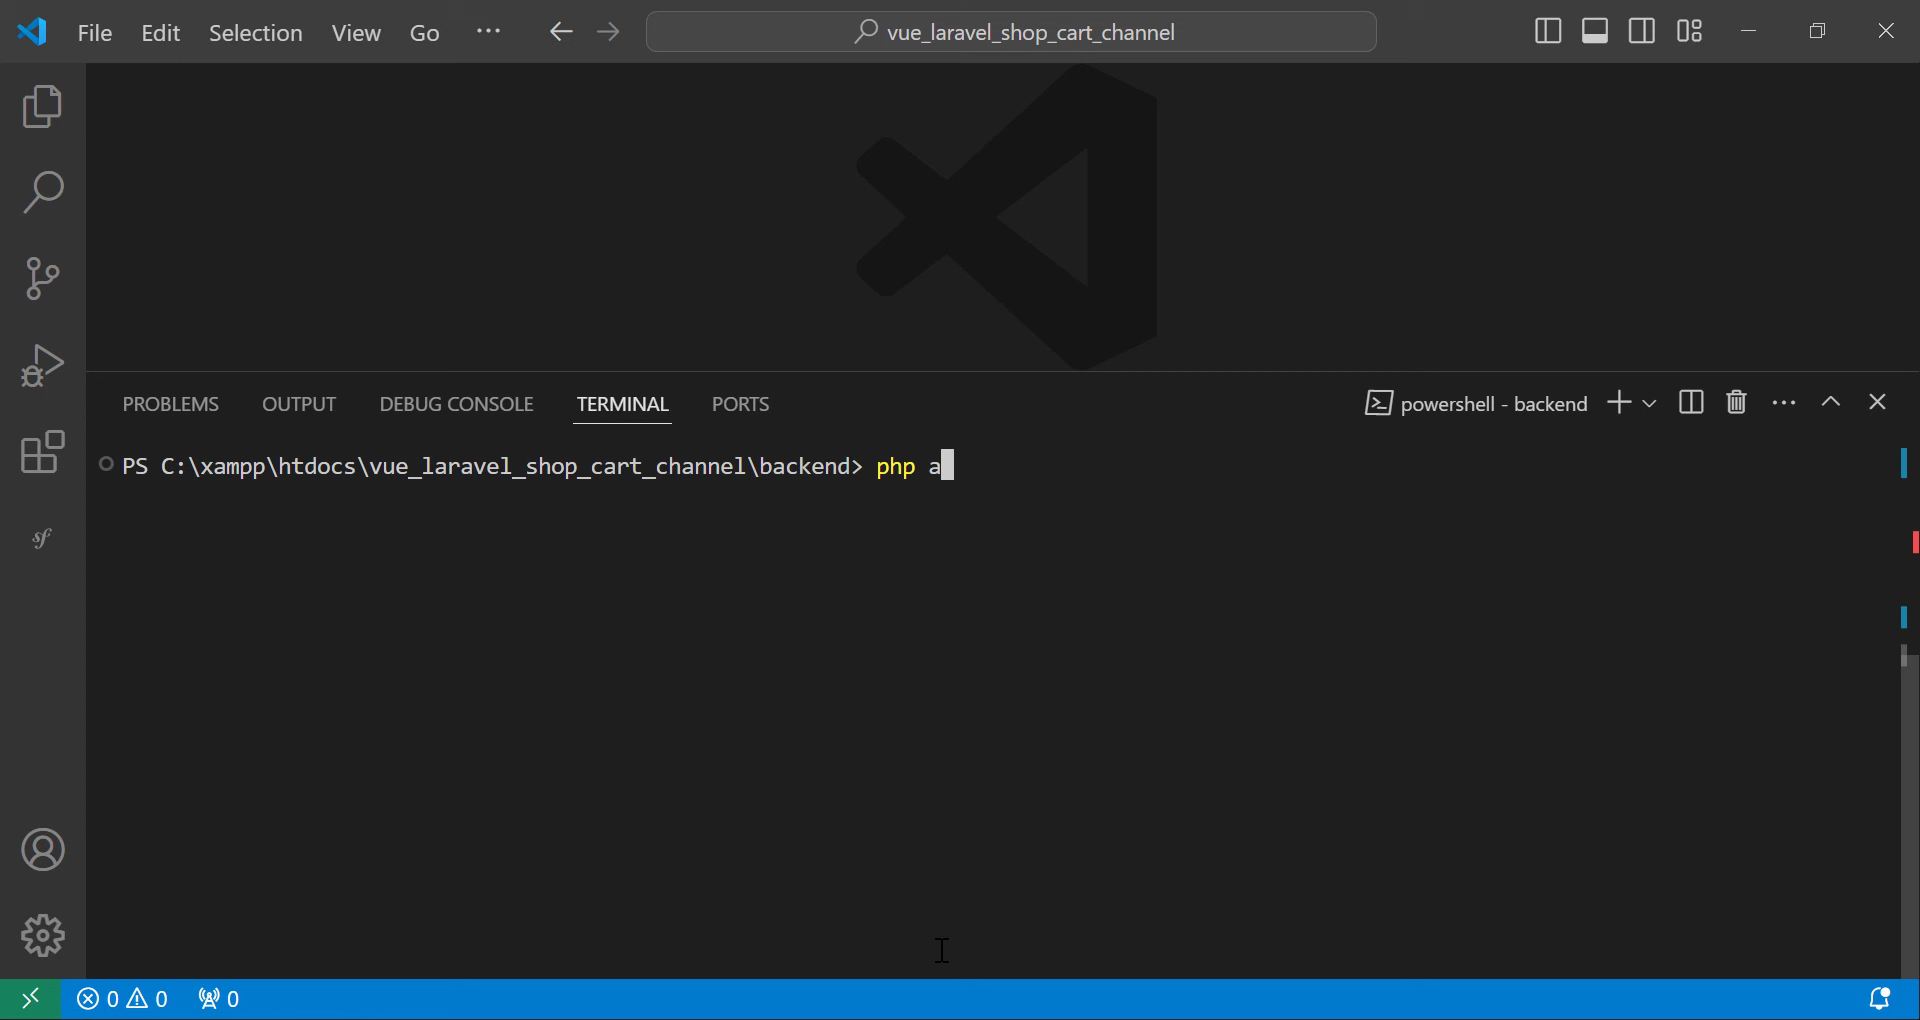 File Edit Selection View Go ··· vue_laravel_shop_cart_channel
PROBLEMS OUTPUT DEBUG CONSOLE TERMINAL PORTS powershell - backend
PS C:\xampp\htdocs\vue_laravel_shop_cart_channel\backend> php a
sf
0 0 0